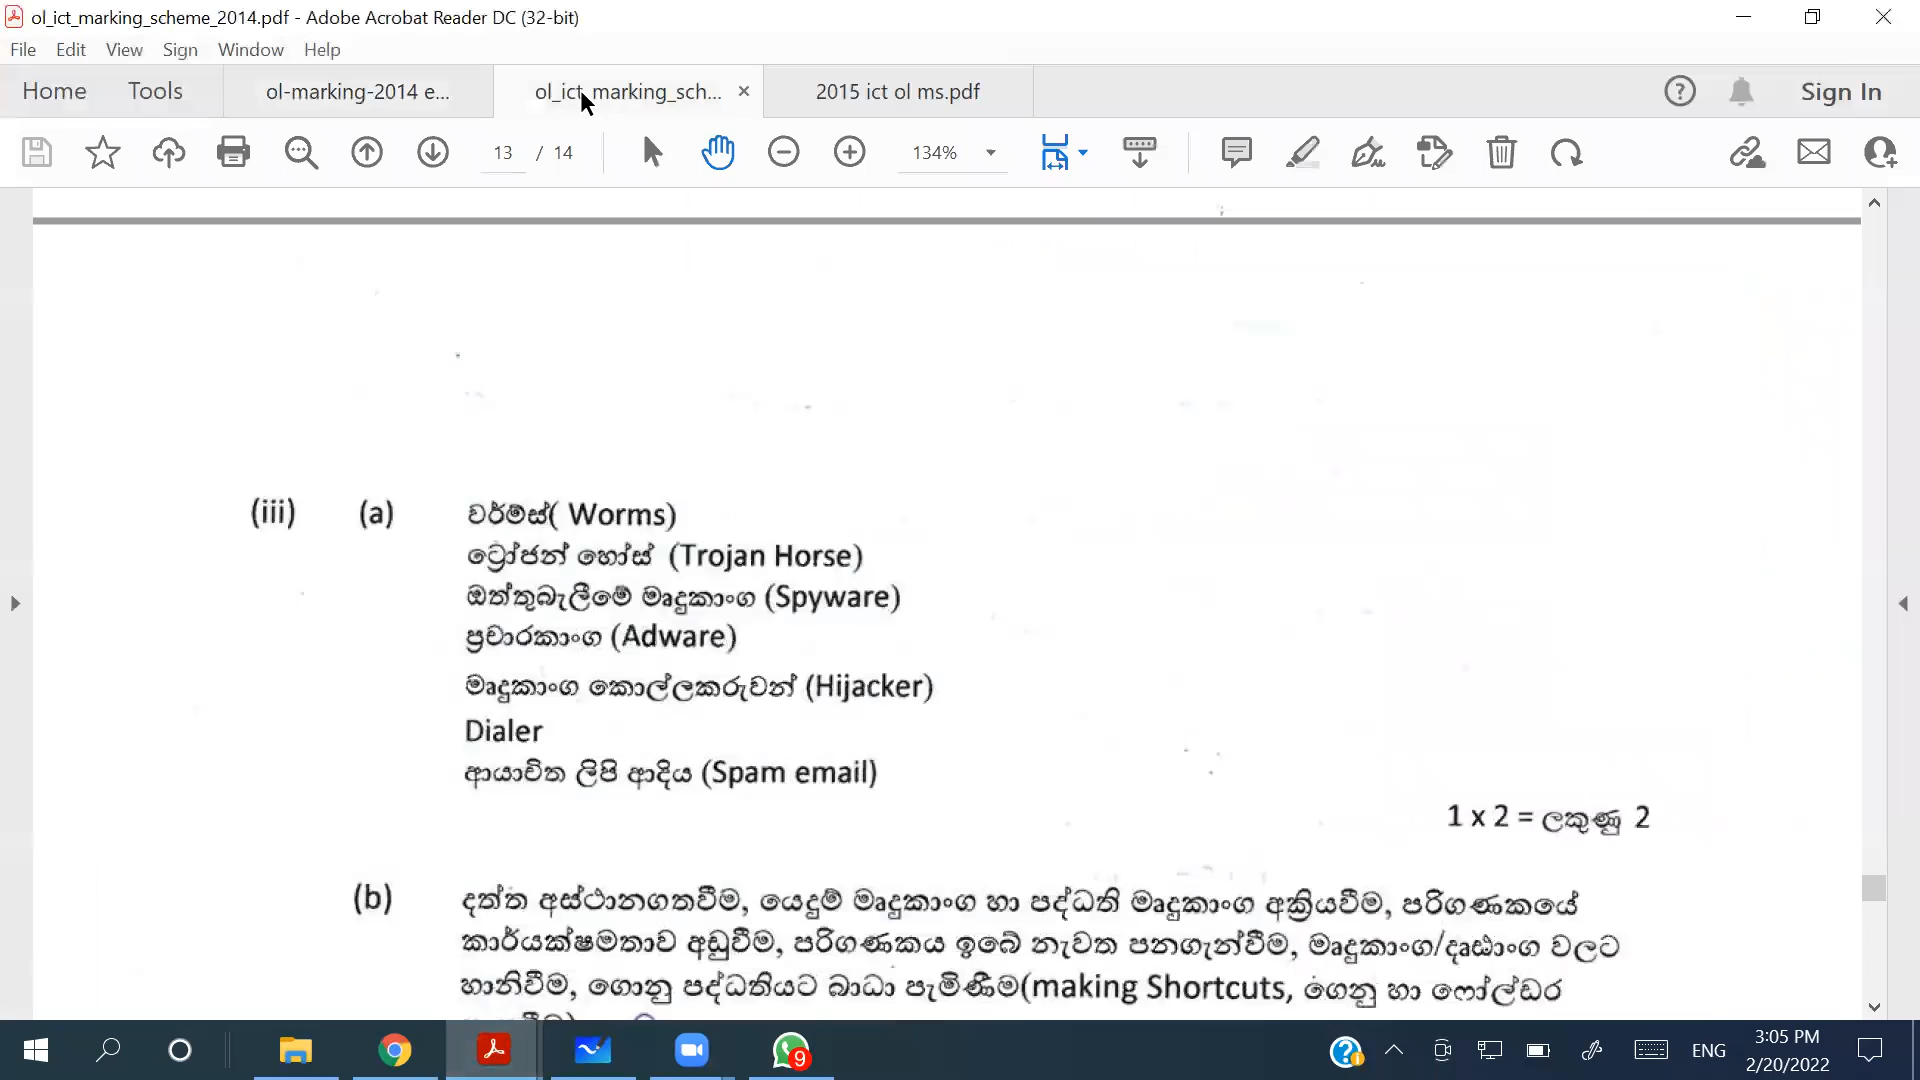 ol_ict_marking_scheme_2014.pdf - Adobe Acrobat Reader DC (32-bit)
File Edit View Sign Window Help
Home Tools ol-marking-2014 e... ol_ict_marking_sch... × 2015 ict ol ms.pdf Sign In
13 / 14 134%
(iii) (a) වර්ම්ස්( Worms)
ට්‍රෝජන් හෝස් (Trojan Horse)
ඔත්තුබැලීමේ මෘදුකාංග (Spyware)
ප්‍රචාරකාංග (Adware)
මෘදුකාංග කොල්ලකරුවන් (Hijacker)
Dialer
ආයාචිත ලිපි ආදිය (Spam email)
1 x 2 = ලකුණු 2
(b) දත්ත අස්ථානගතවීම, යෙදුම් මෘදුකාංග හා පද්ධති මෘදුකාංග අක්‍රියවීම, පරිගණකයේ
කාර්යක්ෂමතාව අඩුවීම, පරිගණකය ඉබේ නැවත පනගැන්වීම, මෘදුකාංග/දෘඪාංග වලට
හානිවීම, ගොනු පද්ධතියට බාධා පැමිණීම(making Shortcuts, ගෙනු හා ෆෝල්ඩර
9
ENG
3:05 PM
2/20/2022